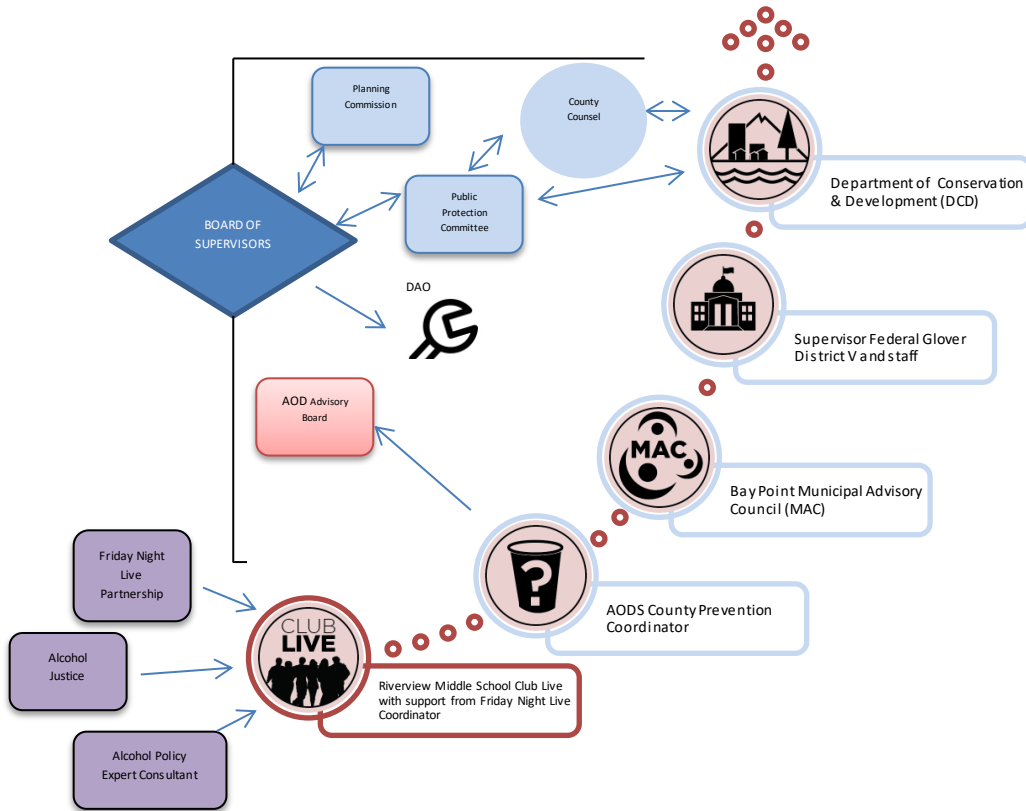 Planning
Commission
County
Counsel
Department of Conservation
& Development (DCD)
Public
Protection
Committee
BOARD OF
SUPERVISORS
DAO
Supervisor Federal Glover
District V and staff
AOD Advisory
Board
MAC
Bay Point Municipal Advisory
Council (MAC)
Friday Night
Live
Partnership
?
AODS County Prevention
Coordinator
CLUB
LIVE
Alcohol
Justice
Riverview Middle School Club Live
with support from Friday Night Live
Coordinator
Alcohol Policy
Expert Consultant